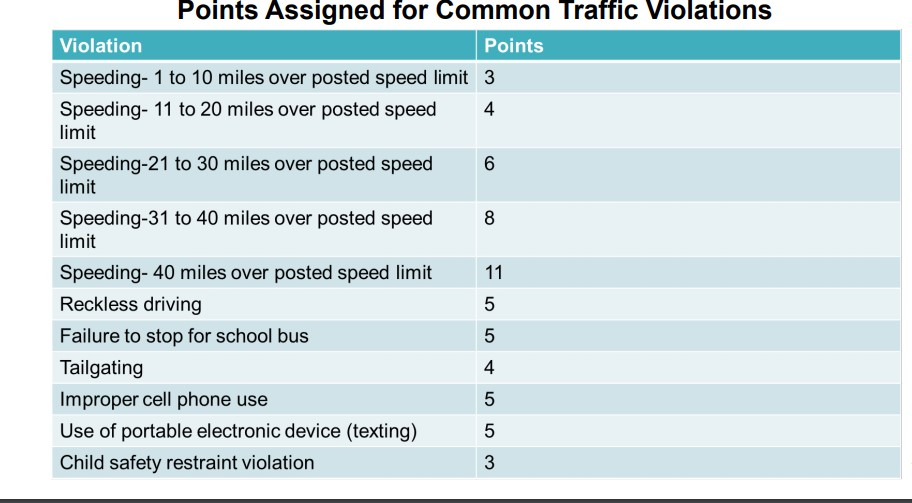 Points Assigned for Common Traffic Violations
Violation Points
Speeding- 1 to 10 miles over posted speed limit 3
Speeding- 11 to 20 miles over posted speed 4
limit
Speeding-21 to 30 miles over posted speed 6
limit
Speeding-31 to 40 miles over posted speed 8
limit
Speeding- 40 miles over posted speed limit 11
Reckless driving 5
Failure to stop for school bus 5
Tailgating 4
Improper cell phone use 5
Use of portable electronic device (texting) 5
Child safety restraint violation 3